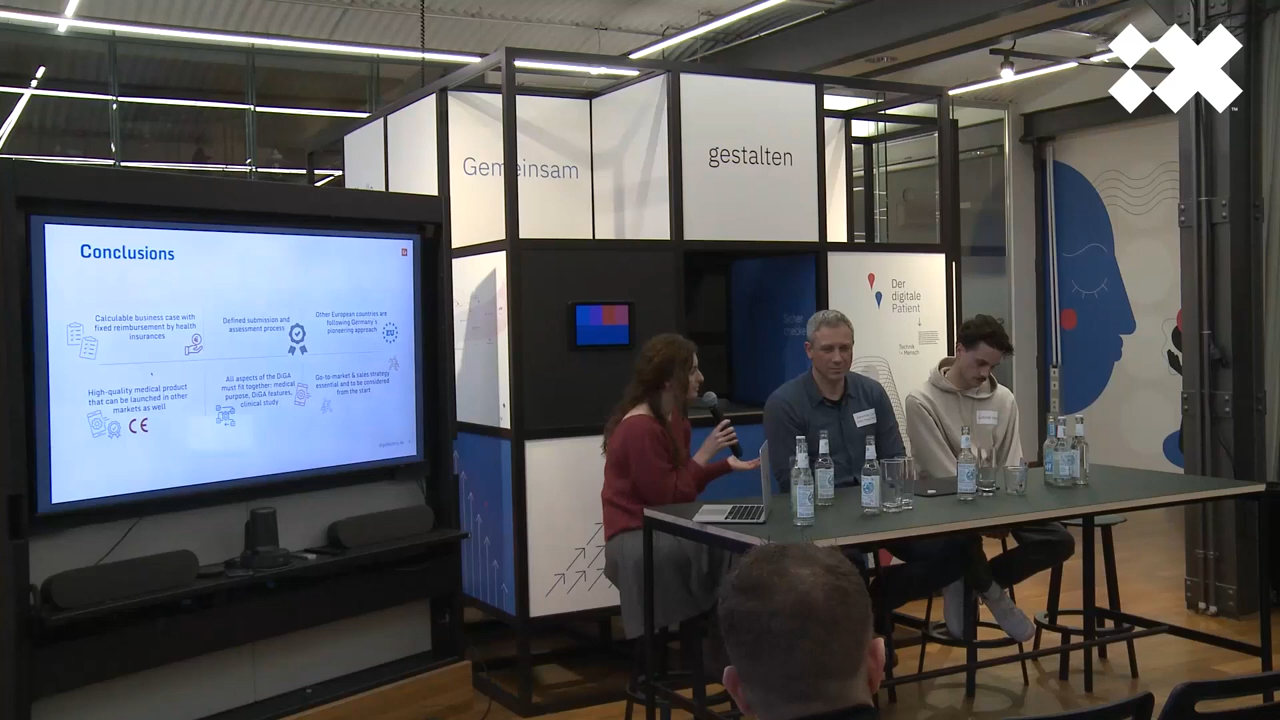 Conclusions
Calculable business case with
fixed reimbursement by health
insurances
Defined submission and
assessment process
Other European countries are
following Germany's
pioneering approach
High-quality medical product
that can be launched in other
markets as well
CE
All aspects of the DiGA
must fit together: medical
purpose, DiGA features,
clinical study
Go-to-market & sales strategy
essential and to be considered
from the start
Gemeinsam
gestalten
Der
digitale
Patient
Technik
Mensch
TM